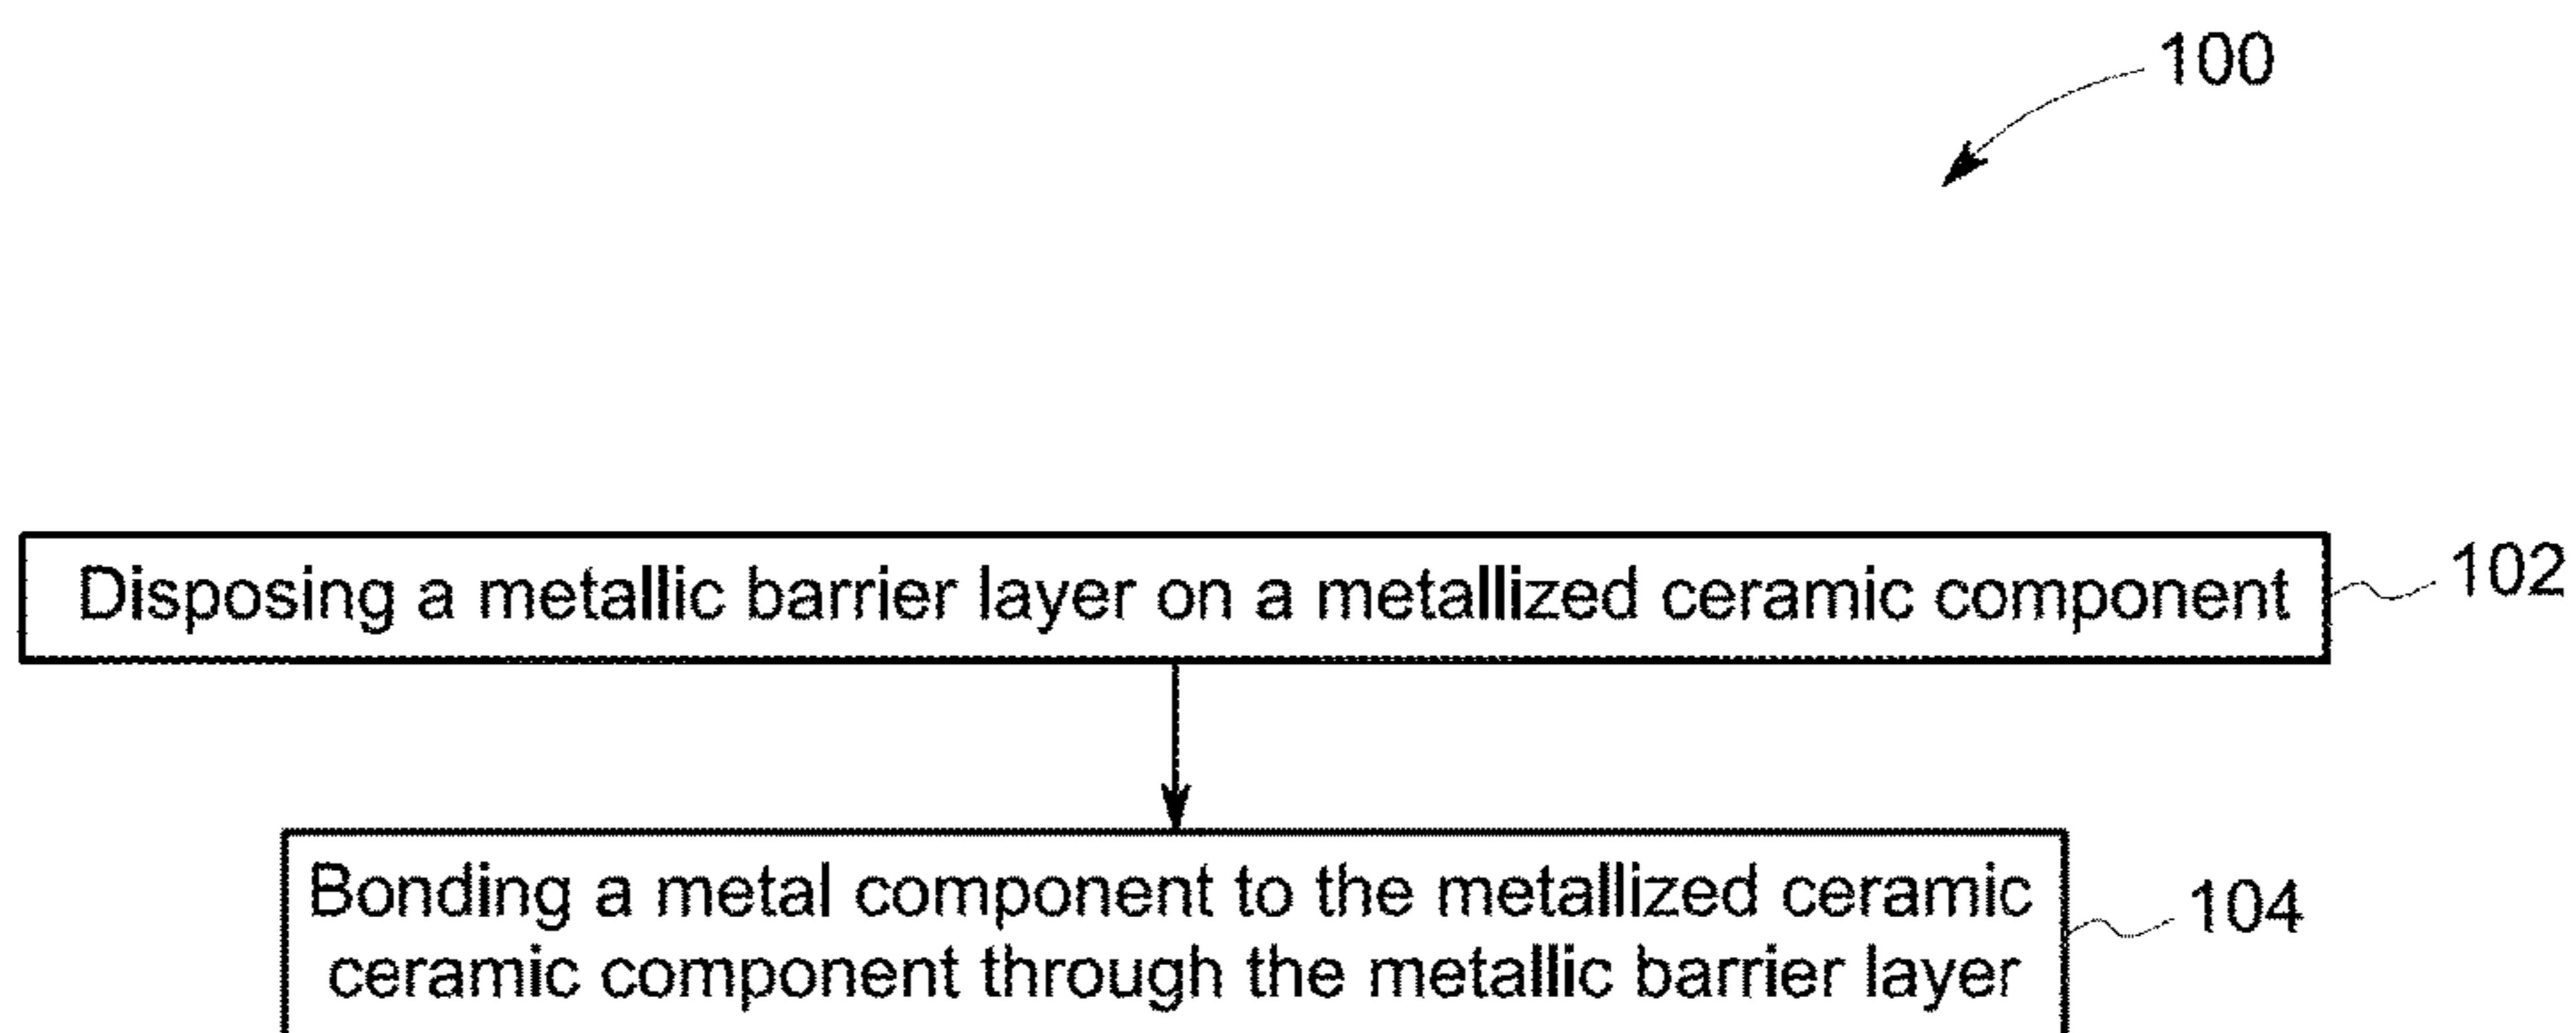 100
Disposing a metallic barrier layer on a metallized ceramic component
102
Bonding a metal component to the metallized ceramic
104
ceramic component through the metallic barrier layer